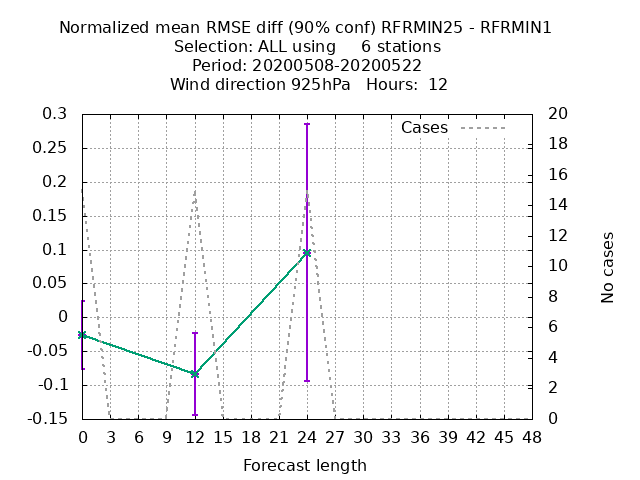 Normalized mean RMSE diff (90% conf) RFRMIN25 - RFRMIN1
Selection: ALL using 6 stations
Period: 20200508-20200522
Wind direction 925hPa Hours: 12
0.3
0.25
0.2
0.15
0.1
0.05
0
-0.05
-0.1
-0.15
Cases
20
18
16
14
12
10
8
6
4
2
0
No cases
0 3 6 9 12 15 18 21 24 27 30 33 36 39 42 45 48
Forecast length